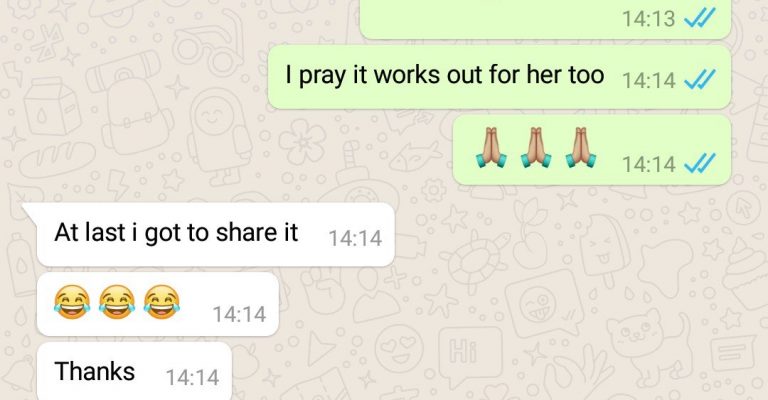 14:13
I pray it works out for her too 14:14
🙏🏽🙏🏽🙏🏽 14:14
At last i got to share it 14:14
😂😂😂 14:14
Thanks 14:14
Hi